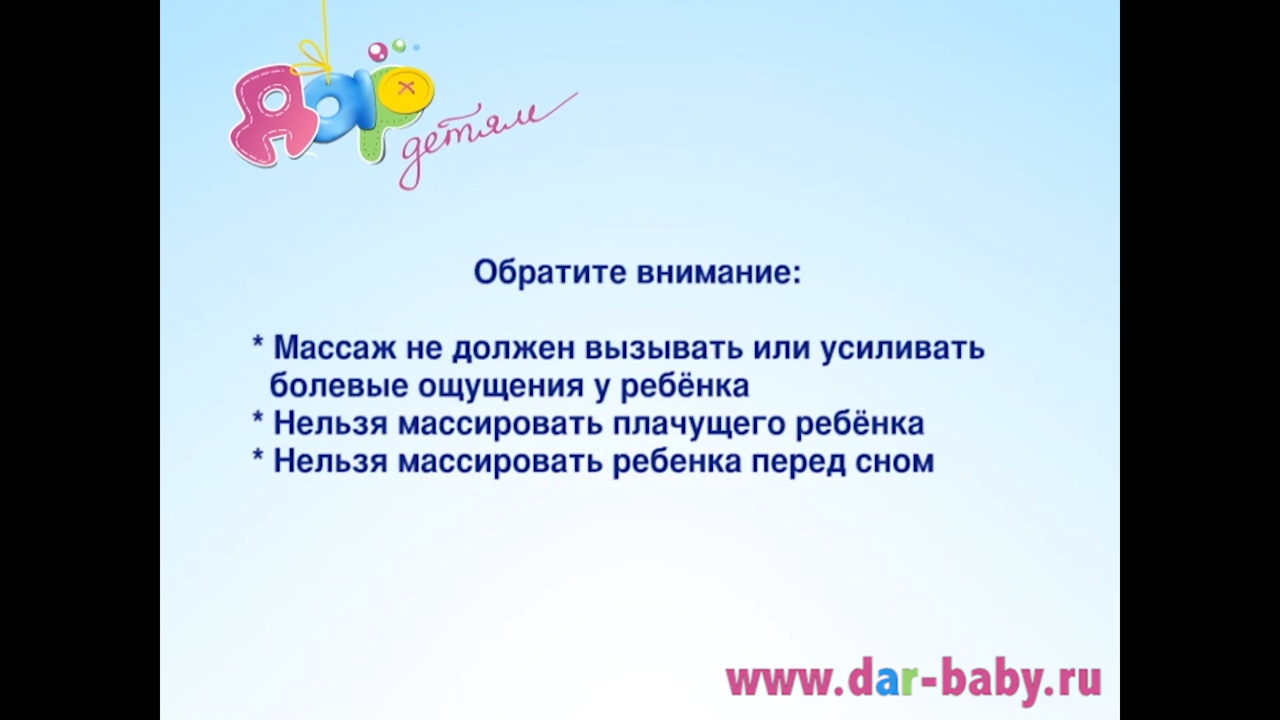 Дар
детям
Обратите внимание:
* Массаж не должен вызывать или усиливать
болевые ощущения у ребёнка
* Нельзя массировать плачущего ребёнка
* Нельзя массировать ребенка перед сном
www.dar-baby.ru